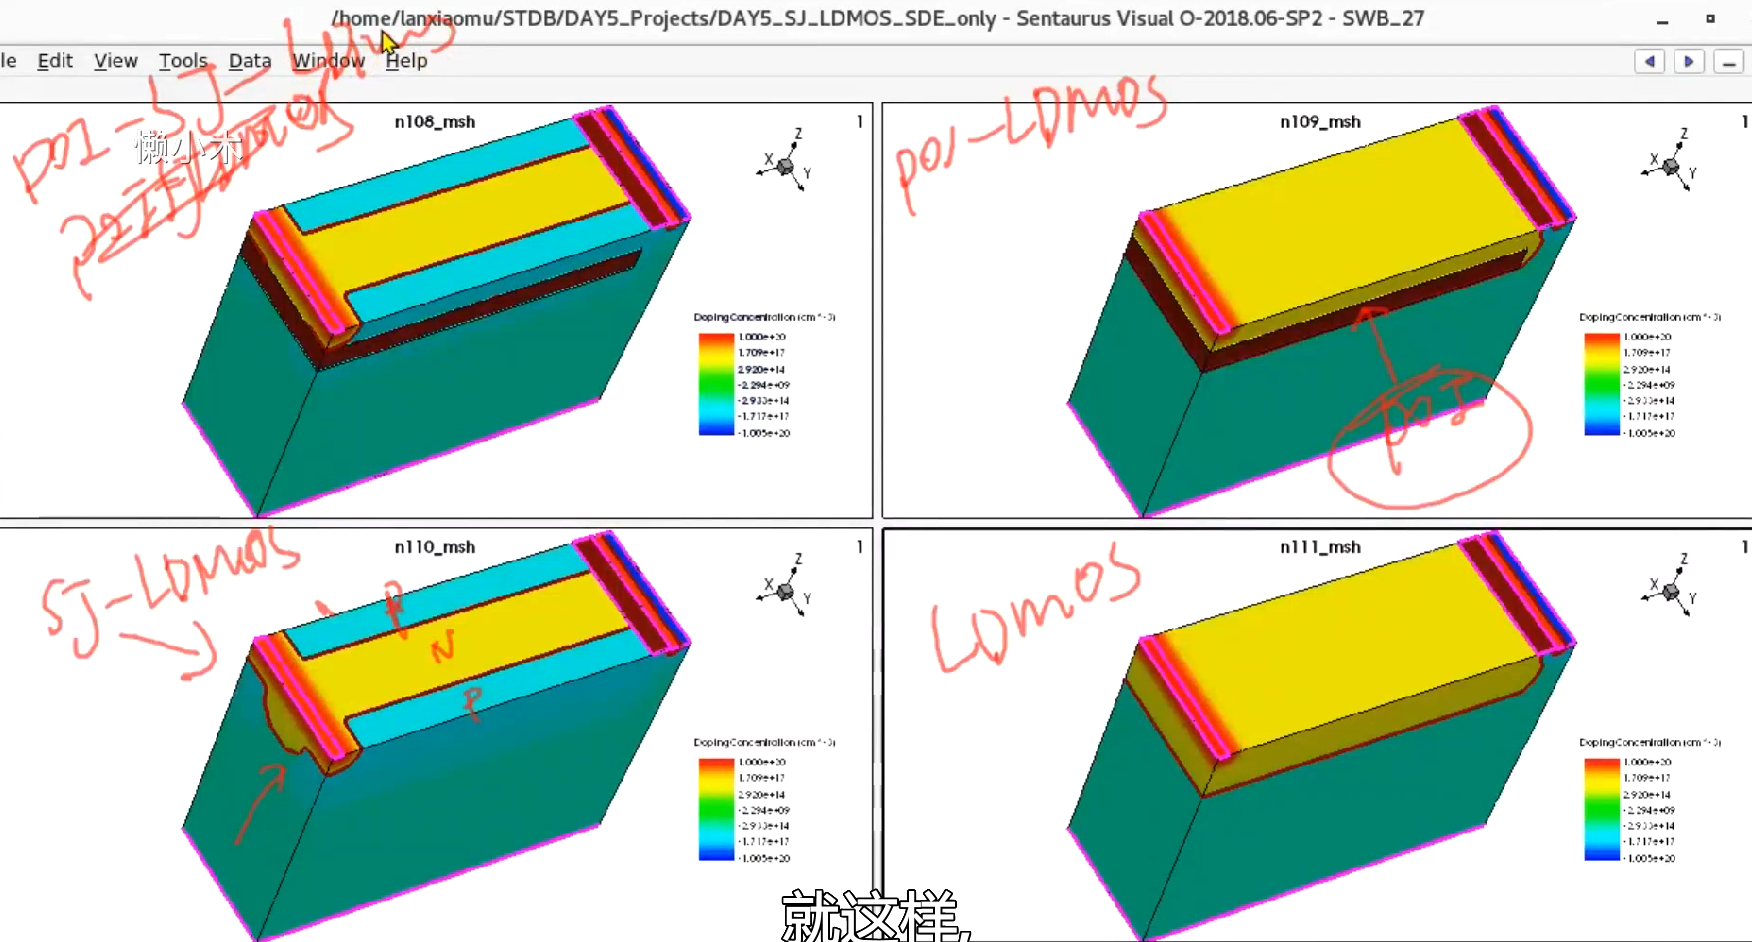 /home/lanxiaomu/STDB/DAY5_Projects/DAY5_SJ_LDMOS_SDE_only - Sentaurus Visual O-2018.06-SP2 - SWB_27
le Edit View Tools Data Window Help
POI-SJ-LDMOS
懒小木
n108_msh
1
Z
X
Y
DopingConcentration (cm^-3)
1.000e+20
1.709e+17
2.920e+14
-2.294e+09
-2.933e+14
-1.717e+17
-1.005e+20
POI-LDMOS
n109_msh
1
Z
X
Y
DopingConcentration (cm^-3)
1.000e+20
1.709e+17
2.920e+14
-2.294e+09
-2.933e+14
-1.717e+17
-1.005e+20
POI
SJ-LDMOS
n110_msh
1
Z
X
Y
P
N
P
DopingConcentration (cm^-3)
1.000e+20
1.709e+17
2.920e+14
-2.294e+09
-2.933e+14
-1.717e+17
-1.005e+20
LDMOS
n111_msh
1
Z
X
Y
DopingConcentration (cm^-3)
1.000e+20
1.709e+17
2.920e+14
-2.294e+09
-2.933e+14
-1.717e+17
-1.005e+20
就这样,